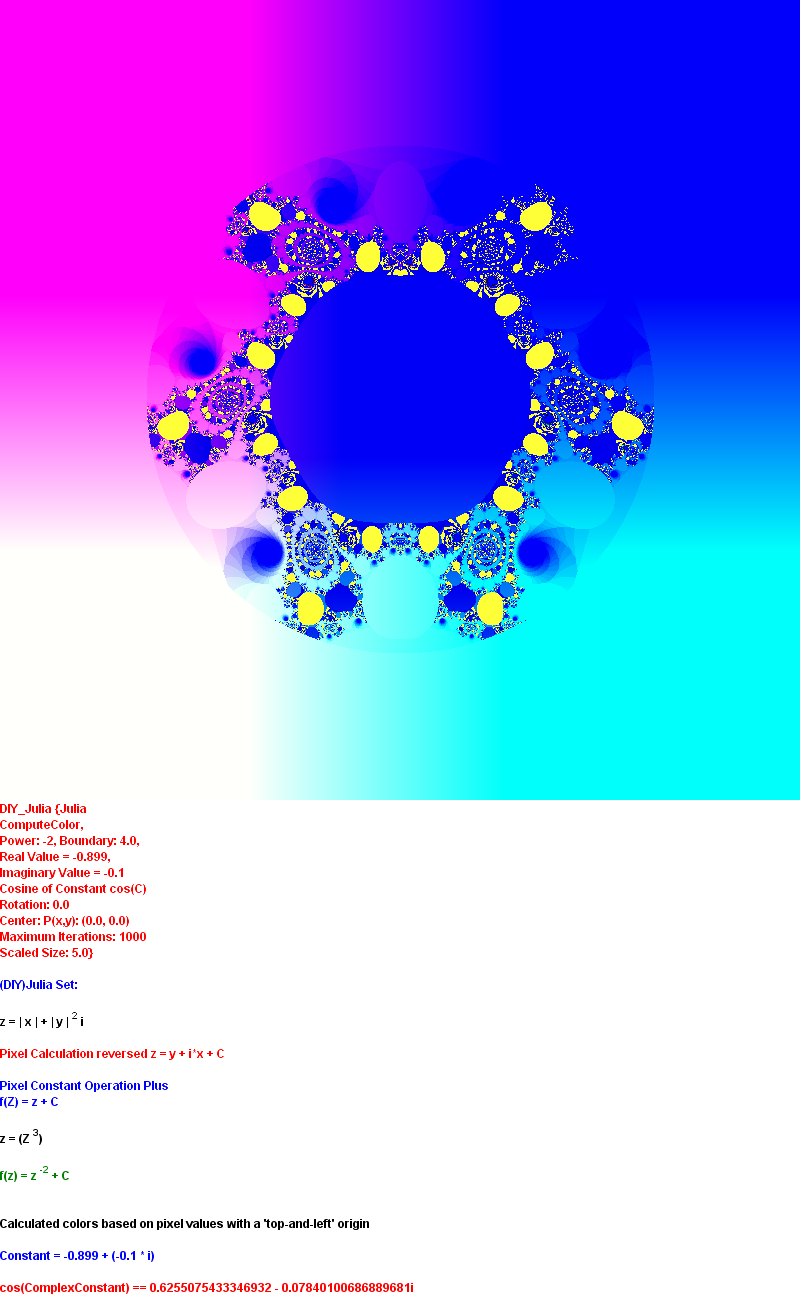 DIY_Julia {Julia
ComputeColor,
Power: -2, Boundary: 4.0,
Real Value = -0.899,
Imaginary Value = -0.1
Cosine of Constant cos(C)
Rotation: 0.0
Center: P(x,y): (0.0, 0.0)
Maximum Iterations: 1000
Scaled Size: 5.0}
(DIY)Julia Set:
z = | x | + | y | ² i
Pixel Calculation reversed z = y + i*x + C
Pixel Constant Operation Plus
f(Z) = z + C
z = (Z ³)
f(z) = z ⁻² + C
Calculated colors based on pixel values with a 'top-and-left' origin
Constant = -0.899 + (-0.1 * i)
cos(ComplexConstant) == 0.6255075433346932 - 0.07840100686889681i